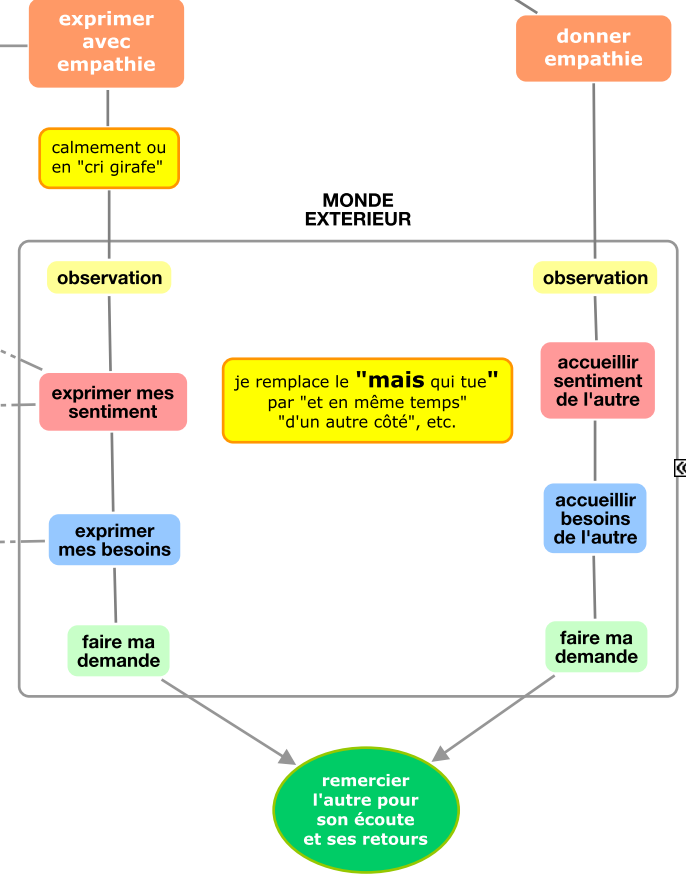 exprimer
avec
empathie
donner
empathie
calmement ou
en "cri girafe"
MONDE
EXTERIEUR
observation
observation
exprimer mes
sentiment
je remplace le "mais qui tue"
par "et en même temps"
"d'un autre côté", etc.
accueillir
sentiment
de l'autre
exprimer
mes besoins
accueillir
besoins
de l'autre
faire ma
demande
faire ma
demande
remercier
l'autre pour
son écoute
et ses retours